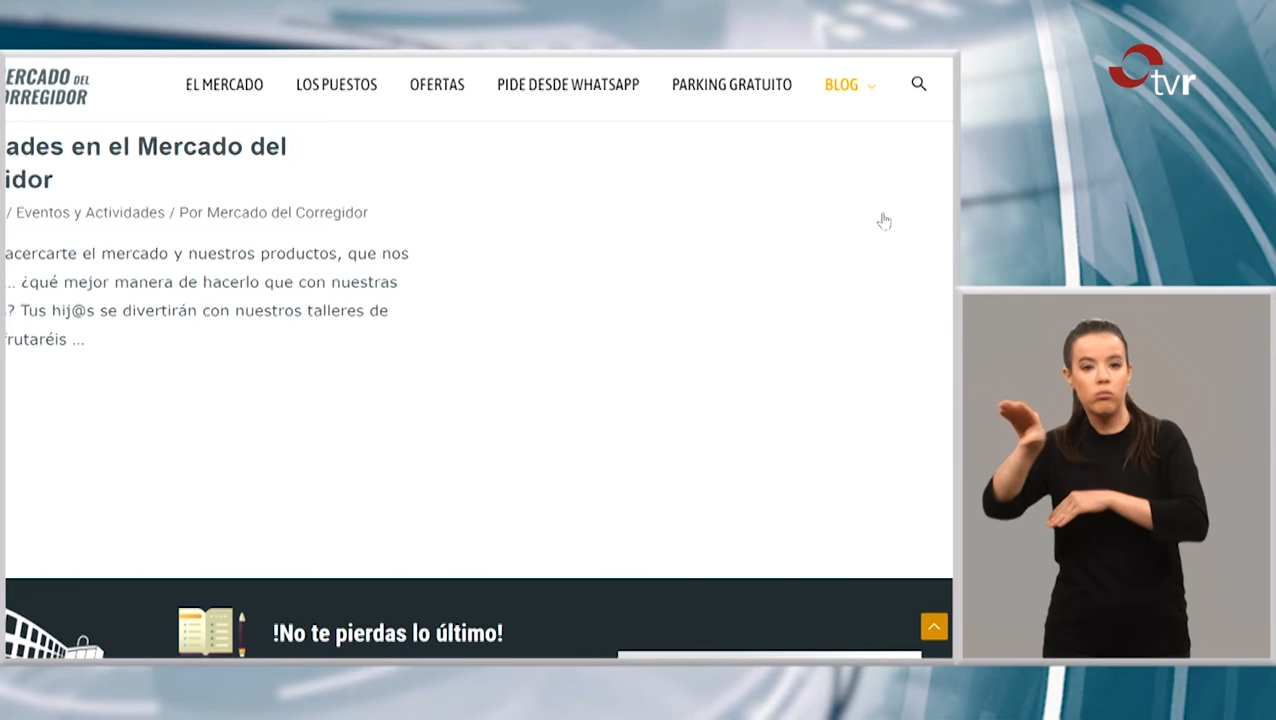 ERCADO DEL
ORREGIDOR
EL MERCADO
LOS PUESTOS
OFERTAS
PIDE DESDE WHATSAPP
PARKING GRATUITO
BLOG
tvr
ades en el Mercado del
idor
/ Eventos y Actividades / Por Mercado del Corregidor
acercarte el mercado y nuestros productos, que nos
... ¿qué mejor manera de hacerlo que con nuestras
? Tus hij@s se divertirán con nuestros talleres de
frutaréis ...
!No te pierdas lo último!